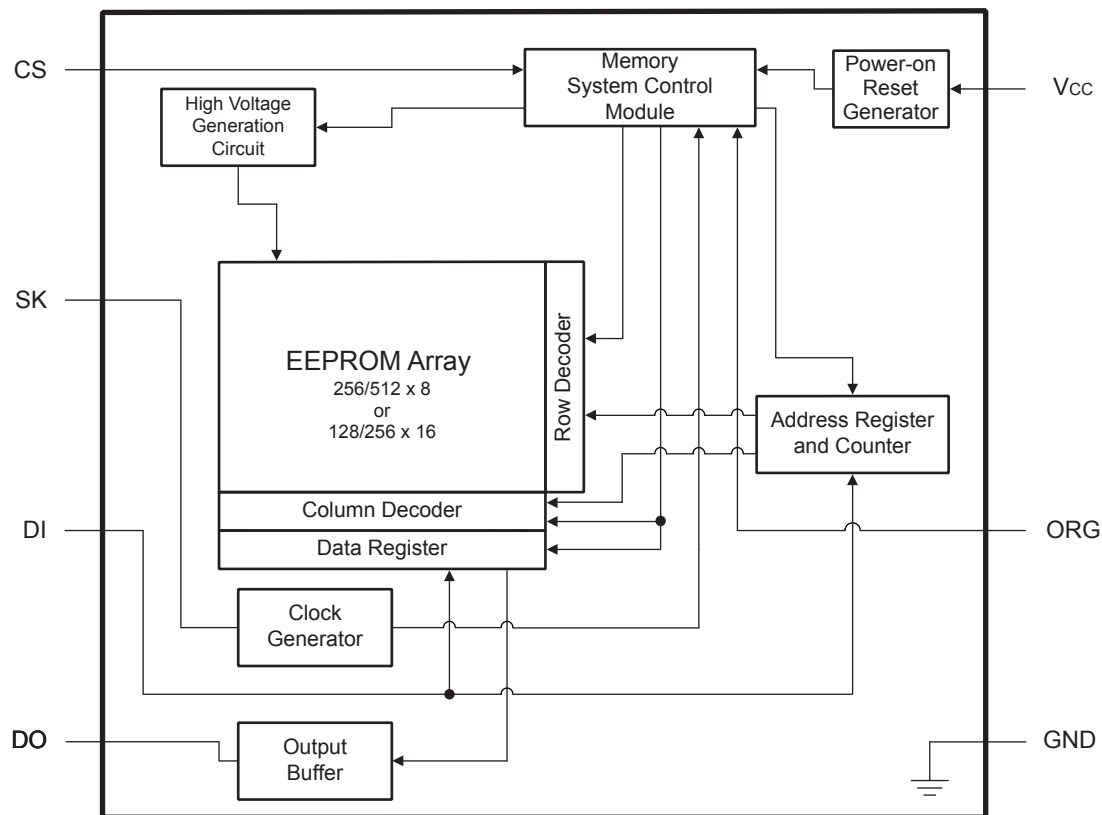 CS
Memory
System Control
Module
Power-on
Reset
Generator
VCC
High Voltage
Generation
Circuit
SK
EEPROM Array
256/512 x 8
or
128/256 x 16
Row Decoder
Address Register
and Counter
Column Decoder
DI
Data Register
ORG
Clock
Generator
DO
Output
Buffer
GND